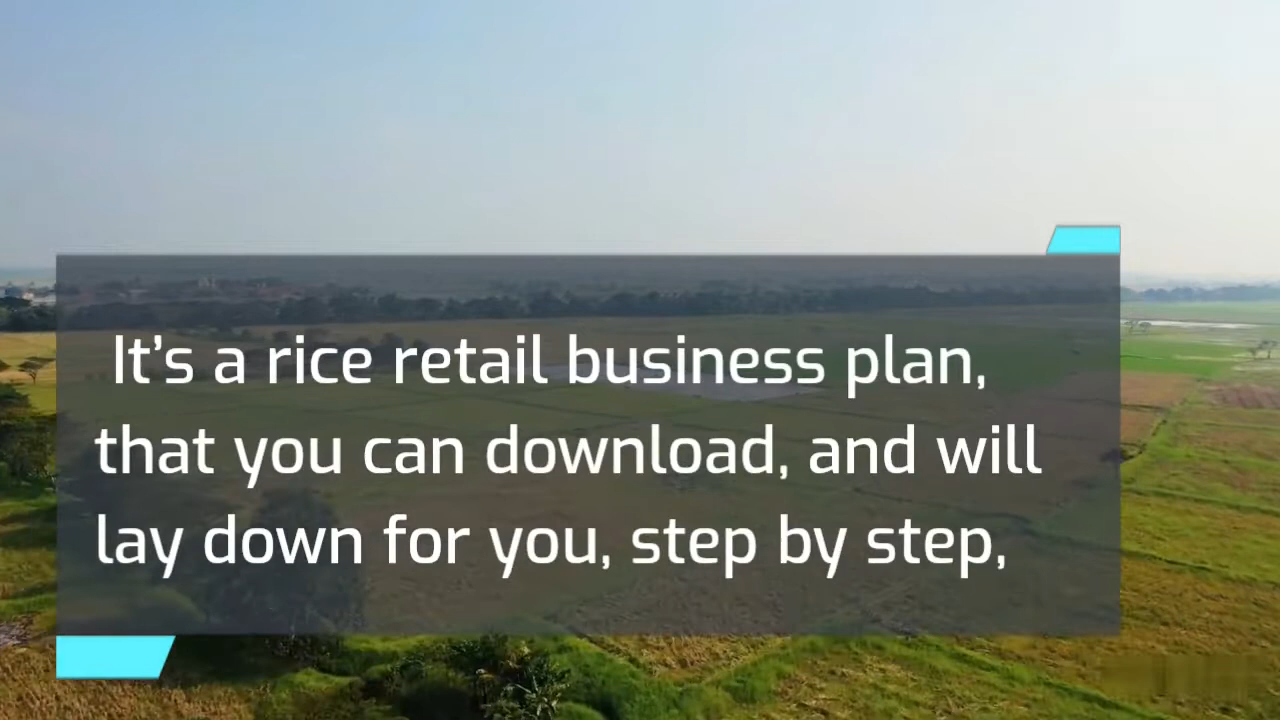 It’s a rice retail business plan,
that you can download, and will
lay down for you, step by step,